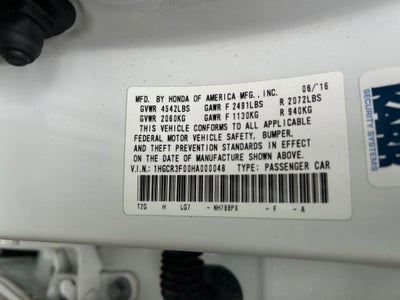 MFD. BY HONDA OF AMERICA MFG., INC. 06/16
GVWR 4542LBS GAWR F 2491LBS R 2072LBS
GVWR 2060KG GAWR F 1130KG R 940KG
THIS VEHICLE CONFORMS TO ALL APPLICABLE
FEDERAL MOTOR VEHICLE SAFETY, BUMPER,
AND THEFT PREVENTION STANDARDS IN EFFECT
ON THE DATE OF MANUFACTURE SHOWN ABOVE.
V.I.N.: 1HGCR3F00HA000048 TYPE: PASSENGER CAR
T2G H LG7 - NH788PX - F - A
SECURITY SYSTEMS